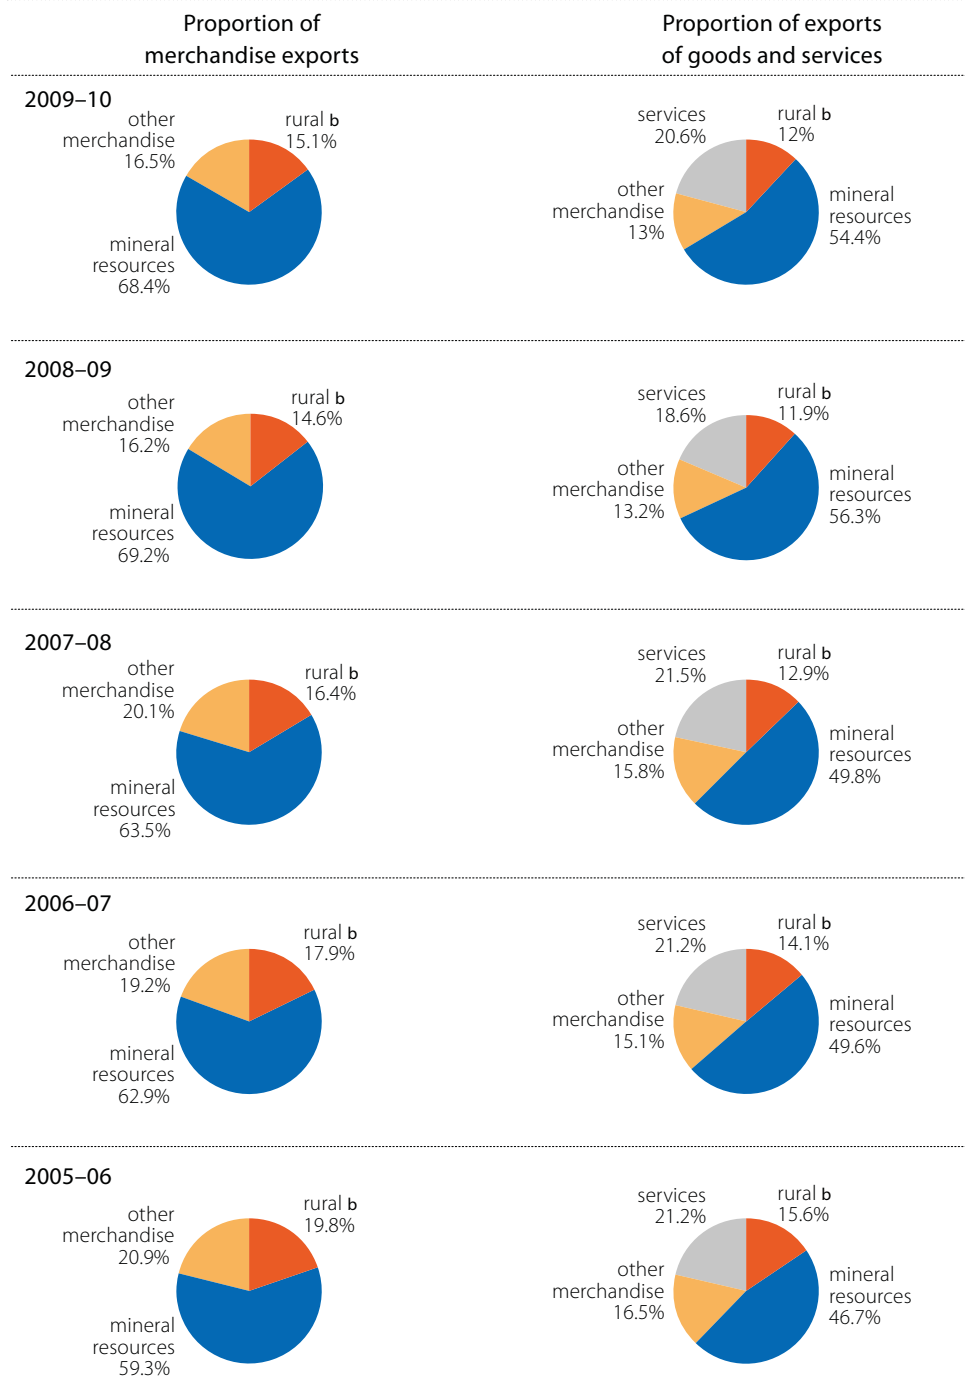 Proportion of
merchandise exports
Proportion of exports
of goods and services
2009–10
other
merchandise
16.5%
rural b
15.1%
mineral
resources
68.4%
services
20.6%
rural b
12%
other
merchandise
13%
mineral
resources
54.4%
2008–09
other
merchandise
16.2%
rural b
14.6%
mineral
resources
69.2%
services
18.6%
rural b
11.9%
other
merchandise
13.2%
mineral
resources
56.3%
2007–08
other
merchandise
20.1%
rural b
16.4%
mineral
resources
63.5%
services
21.5%
rural b
12.9%
other
merchandise
15.8%
mineral
resources
49.8%
2006–07
other
merchandise
19.2%
rural b
17.9%
mineral
resources
62.9%
services
21.2%
rural b
14.1%
other
merchandise
15.1%
mineral
resources
49.6%
2005–06
other
merchandise
20.9%
rural b
19.8%
mineral
resources
59.3%
services
21.2%
rural b
15.6%
other
merchandise
16.5%
mineral
resources
46.7%